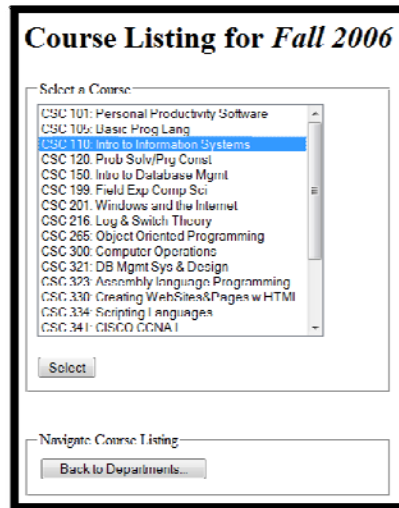 Course Listing for Fall 2006
Select a Course
CSC 101: Personal Productivity Software
CSC 105: Basic Prog Lang
CSC 110: Intro to Information Systems
CSC 120: Prob Solv/Prg Const
CSC 150: Intro to Database Mgmt
CSC 199: Field Exp Comp Sci
CSC 201: Windows and the Internet
CSC 216: Log & Switch Theory
CSC 265: Object Oriented Programming
CSC 300: Computer Operations
CSC 321: DB Mgmt Sys & Design
CSC 323: Assembly language Programming
CSC 330: Creating WebSites&Pages w HTML
CSC 334: Scripting Languages
CSC 341: CISCO CCNA I
Select
Navigate Course Listing
Back to Departments...